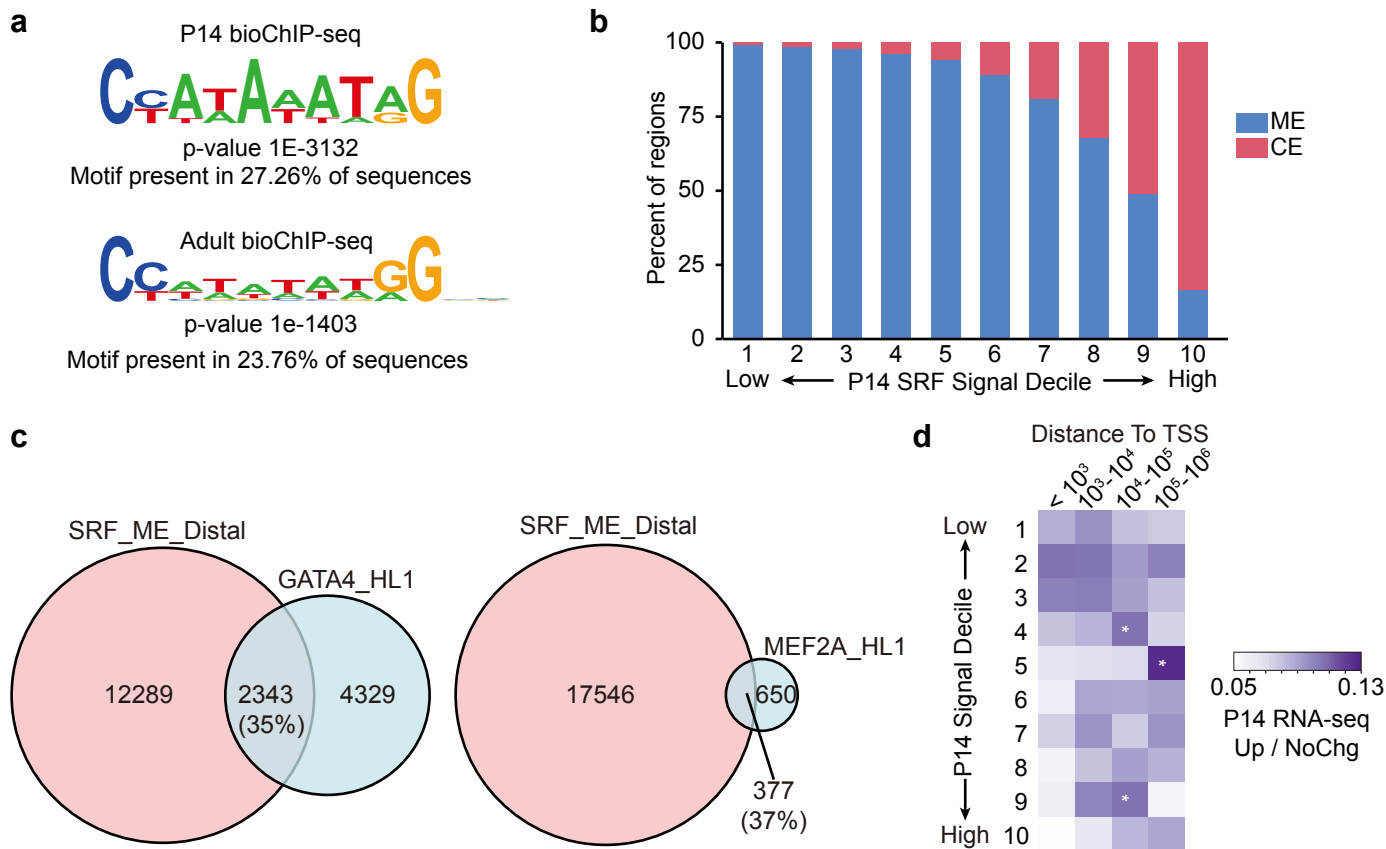 a
P14 bioChIP-seq
CCATAAATAG
p-value 1E-3132
Motif present in 27.26% of sequences
Adult bioChIP-seq
CCATATATGG
p-value 1e-1403
Motif present in 23.76% of sequences
b
Percent of regions
100
75
50
25
0
1 2 3 4 5 6 7 8 9 10
Low ← P14 SRF Signal Decile → High
ME
CE
c
SRF_ME_Distal
GATA4_HL1
12289
2343
(35%)
4329
SRF_ME_Distal
MEF2A_HL1
17546
650
377
(37%)
d
Distance To TSS
< 10³
10³-10⁴
10⁴-10⁵
10⁵-10⁶
Low
P14 Signal Decile
High
1
2
3
4 *
5 *
6
7
8
9 *
10
0.05 0.13
P14 RNA-seq
Up / NoChg